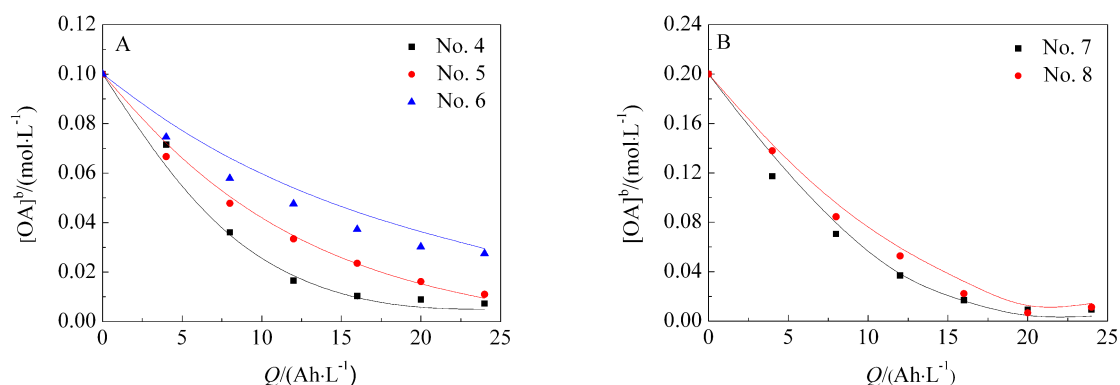 A
No. 4
No. 5
No. 6
0.12
0.10
0.08
0.06
0.04
0.02
0.00
[OA]ᵇ/(mol·L⁻¹)
0 5 10 15 20 25
Q/(Ah·L⁻¹)
B
No. 7
No. 8
0.24
0.20
0.16
0.12
0.08
0.04
0.00
[OA]ᵇ/(mol·L⁻¹)
0 5 10 15 20 25
Q/(Ah·L⁻¹)